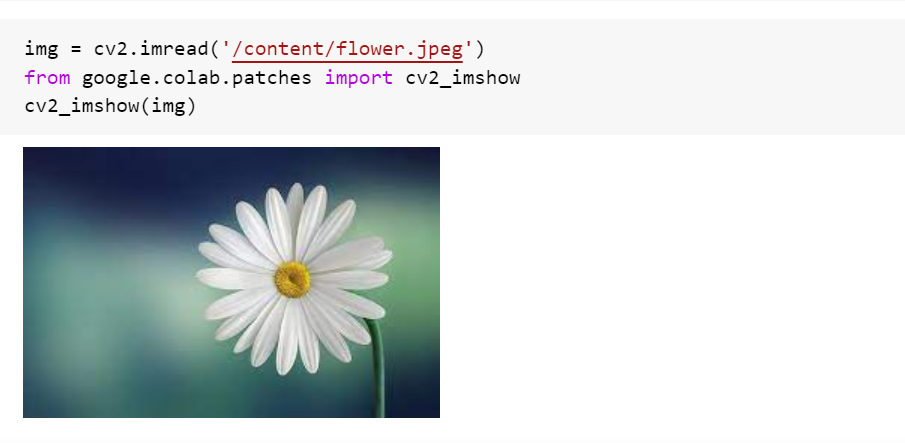 img = cv2.imread('/content/flower.jpeg')
from google.colab.patches import cv2_imshow
cv2_imshow(img)